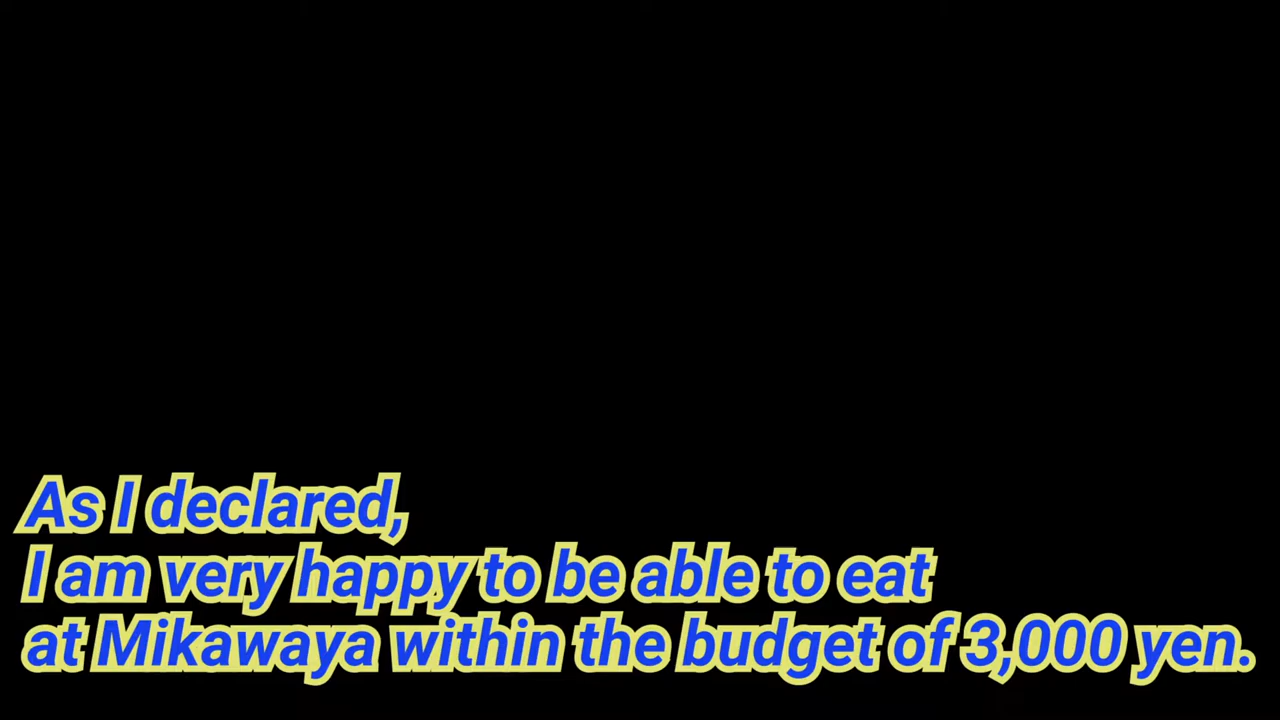 As I declared,
I am very happy to be able to eat
at Mikawaya within the budget of 3,000 yen.